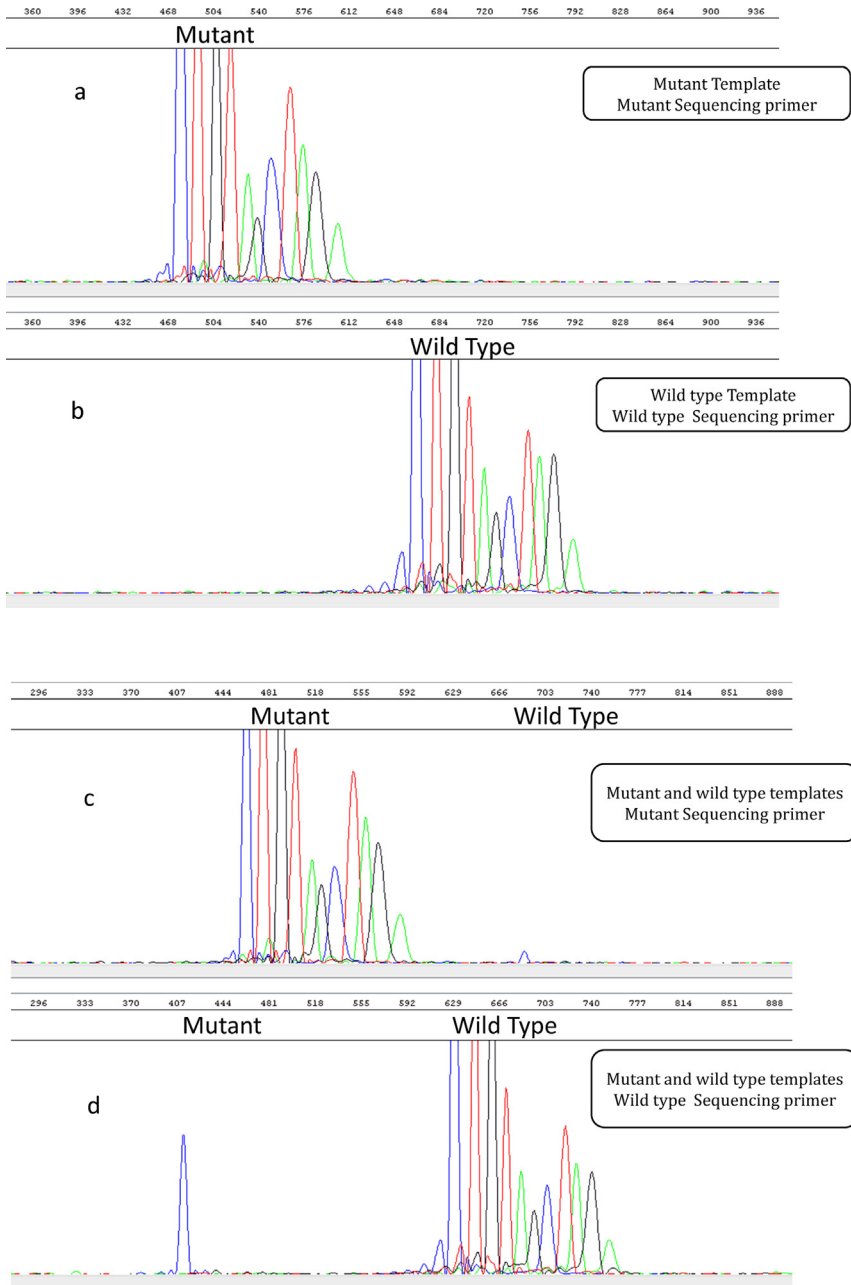 360 396 432 468 504 540 576 612 648 684 720 756 792 828 864 900 936
Mutant
a
Mutant Template
Mutant Sequencing primer
360 396 432 468 504 540 576 612 648 684 720 756 792 828 864 900 936
Wild Type
b
Wild type Template
Wild type Sequencing primer
296 333 370 407 444 481 518 555 592 629 666 703 740 777 814 851 888
Mutant Wild Type
c
Mutant and wild type templates
Mutant Sequencing primer
296 333 370 407 444 481 518 555 592 629 666 703 740 777 814 851 888
Mutant Wild Type
d
Mutant and wild type templates
Wild type Sequencing primer